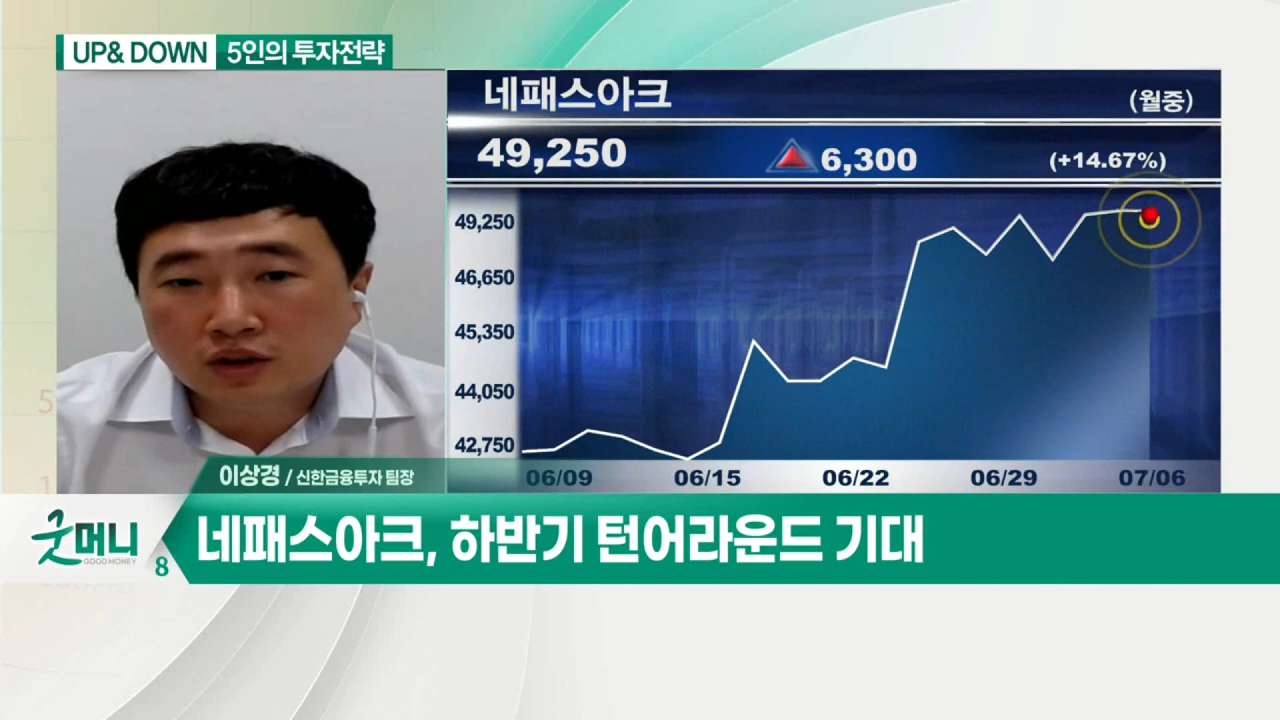 UP& DOWN 5인의 투자전략
네패스아크 (월중)
49,250 ▲ 6,300 (+14.67%)
49,250
46,650
45,350
44,050
42,750
06/09 06/15 06/22 06/29 07/06
이상경 / 신한금융투자 팀장
굿머니
GOOD MONEY
8
네패스아크, 하반기 턴어라운드 기대
5
1